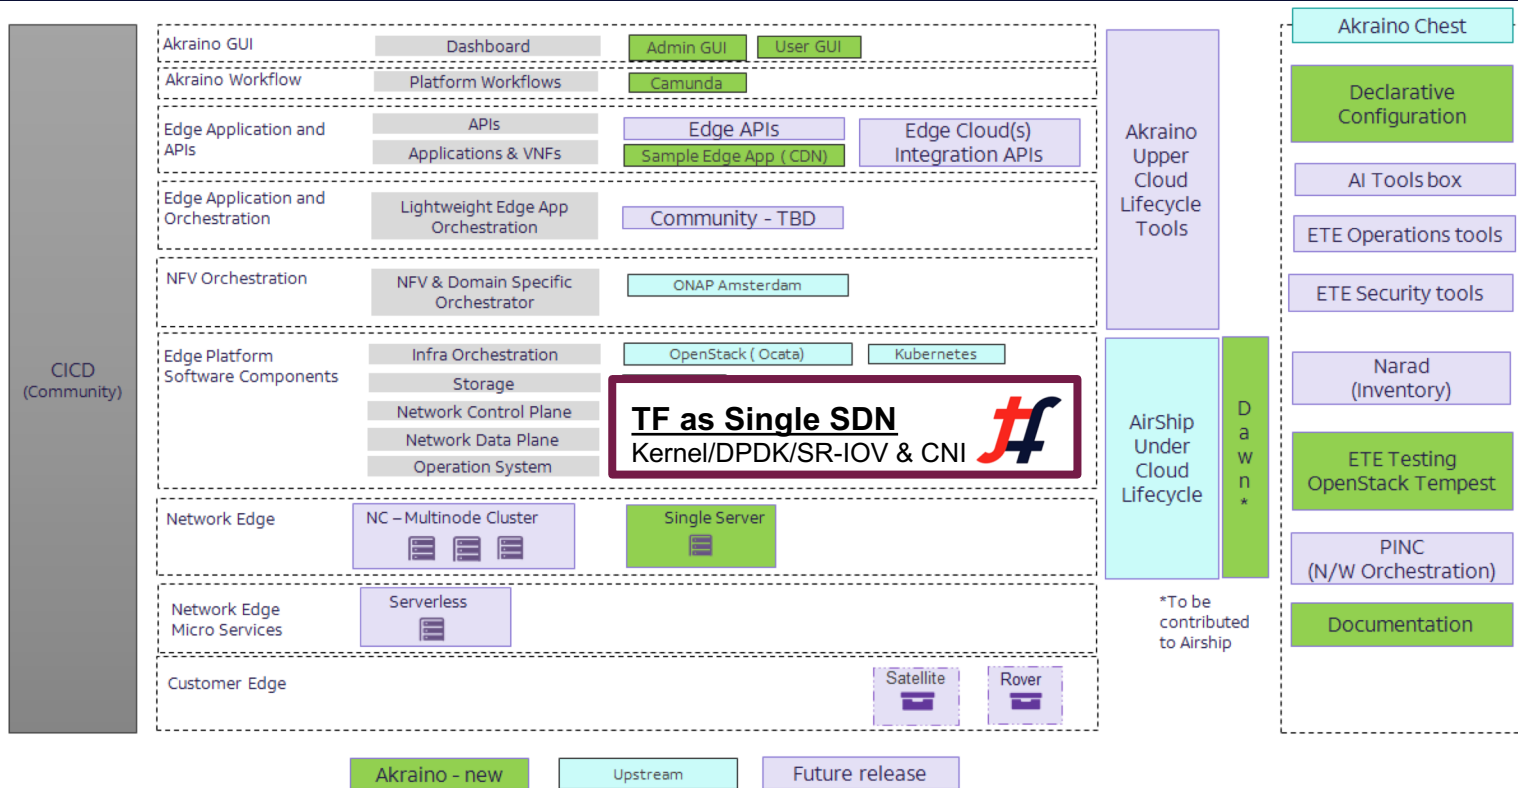 CICD
(Community)
Akraino GUI
Dashboard
Admin GUI
User GUI
Akraino Workflow
Platform Workflows
Camunda
Edge Application and
APIs
APIs
Applications & VNFs
Edge APIs
Sample Edge App ( CDN)
Edge Cloud(s)
Integration APIs
Edge Application and
Orchestration
Lightweight Edge App
Orchestration
Community - TBD
NFV Orchestration
NFV & Domain Specific
Orchestrator
ONAP Amsterdam
Edge Platform
Software Components
Infra Orchestration
Storage
Network Control Plane
Network Data Plane
Operation System
OpenStack ( Ocata)
Kubernetes
TF as Single SDN
Kernel/DPDK/SR-IOV & CNI
tf
Network Edge
NC – Multinode Cluster
Single Server
Network Edge
Micro Services
Serverless
Customer Edge
Satellite
Rover
Akraino
Upper
Cloud
Lifecycle
Tools
AirShip
Under
Cloud
Lifecycle
D
a
w
n
*
*To be
contributed
to Airship
Akraino Chest
Declarative
Configuration
AI Tools box
ETE Operations tools
ETE Security tools
Narad
(Inventory)
ETE Testing
OpenStack Tempest
PINC
(N/W Orchestration)
Documentation
Akraino - new
Upstream
Future release